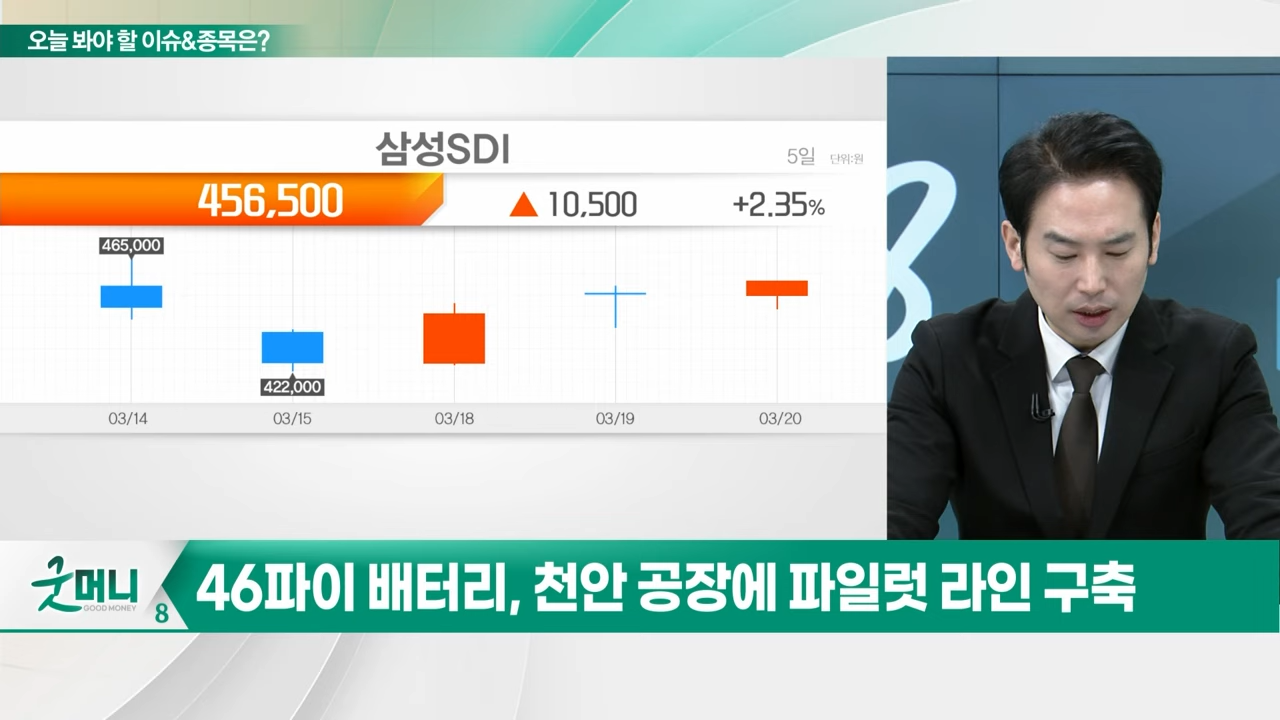 오늘 봐야 할 이슈&종목은?
삼성SDI
5일 단위:원
456,500 ▲ 10,500 +2.35%
465,000
422,000
03/14 03/15 03/18 03/19 03/20
굿머니 GOOD MONEY 8
46파이 배터리, 천안 공장에 파일럿 라인 구축